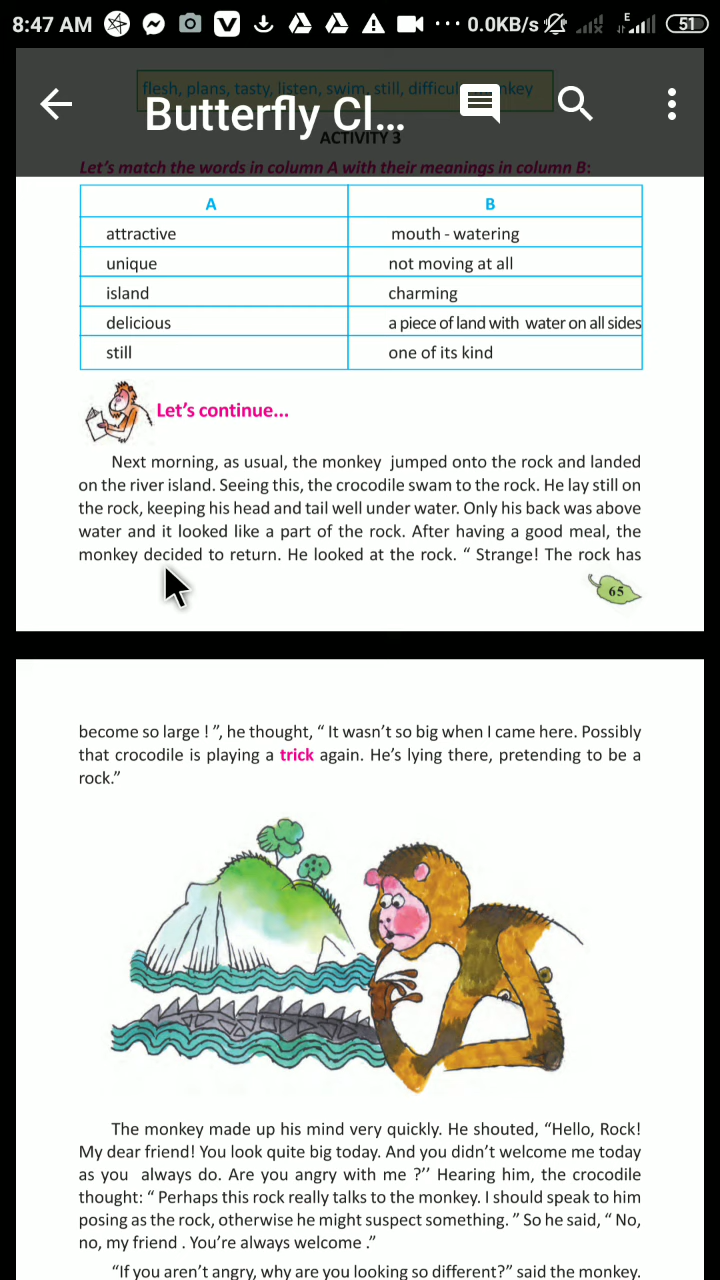 8:47 AM ... 0.0KB/s E 51
flesh, plans, tasty, listen, swim, still,
Butterfly Cl...
ACTIVITY 3
Let's match the words in column A with their meanings in column B:
A B
attractive mouth - watering
unique not moving at all
island charming
delicious a piece of land with water on all sides
still one of its kind
Let's continue...
Next morning, as usual, the monkey jumped onto the rock and landed
on the river island. Seeing this, the crocodile swam to the rock. He lay still on
the rock, keeping his head and tail well under water. Only his back was above
water and it looked like a part of the rock. After having a good meal, the
monkey decided to return. He looked at the rock. “ Strange! The rock has
65
become so large ! ”, he thought, “ It wasn’t so big when I came here. Possibly
that crocodile is playing a trick again. He’s lying there, pretending to be a
rock.”
The monkey made up his mind very quickly. He shouted, “Hello, Rock!
My dear friend! You look quite big today. And you didn’t welcome me today
as you always do. Are you angry with me ?’’ Hearing him, the crocodile
thought: “ Perhaps this rock really talks to the monkey. I should speak to him
posing as the rock, otherwise he might suspect something. ” So he said, “ No,
no, my friend . You’re always welcome .”
“If you aren’t angry, why are you looking so different?” said the monkey.